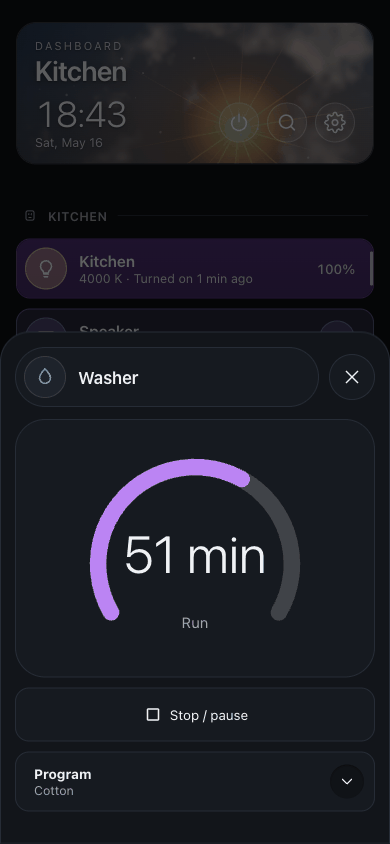 DASHBOARD
Kitchen
18:43
Sat, May 16
KITCHEN
Kitchen
4000 K · Turned on 1 min ago
100%
Speaker
Washer
51 min
Run
Stop / pause
Program
Cotton